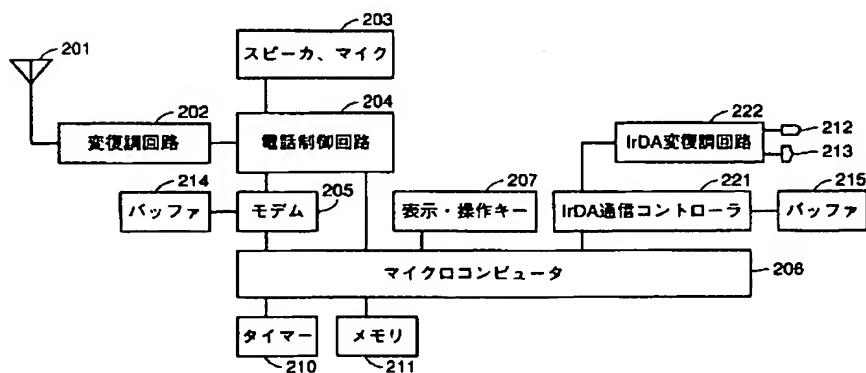 201
203
スピーカ、マイク
202
変復調回路
204
電話制御回路
222
IrDA変復調回路
212
213
214
バッファ
モデム
205
207
表示・操作キー
221
IrDA通信コントローラ
215
バッファ
マイクロコンピュータ
206
タイマー
210
メモリ
211